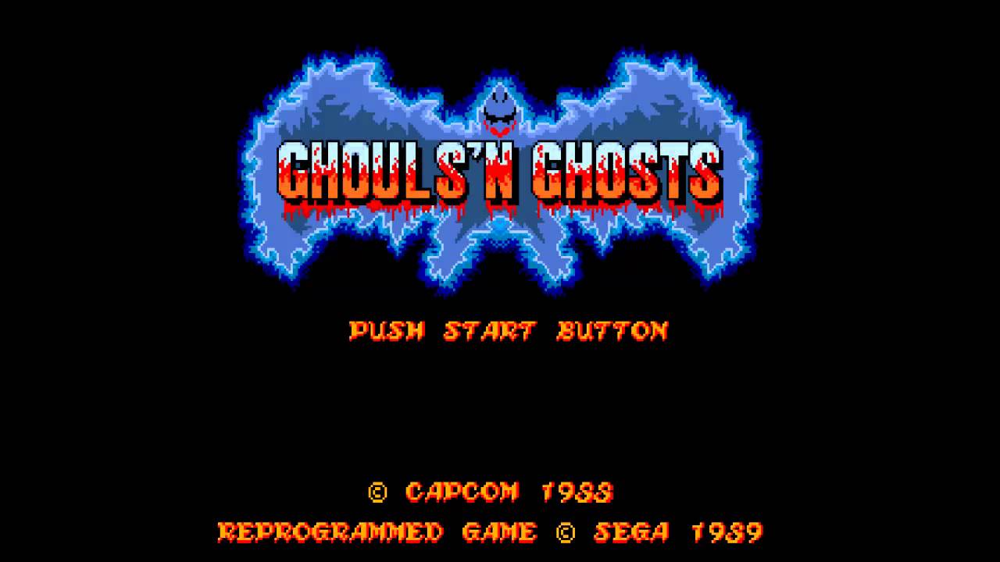 GHOULS'N GHOSTS
PUSH START BUTTON
© CAPCOM 1988
REPROGRAMMED GAME © SEGA 1989